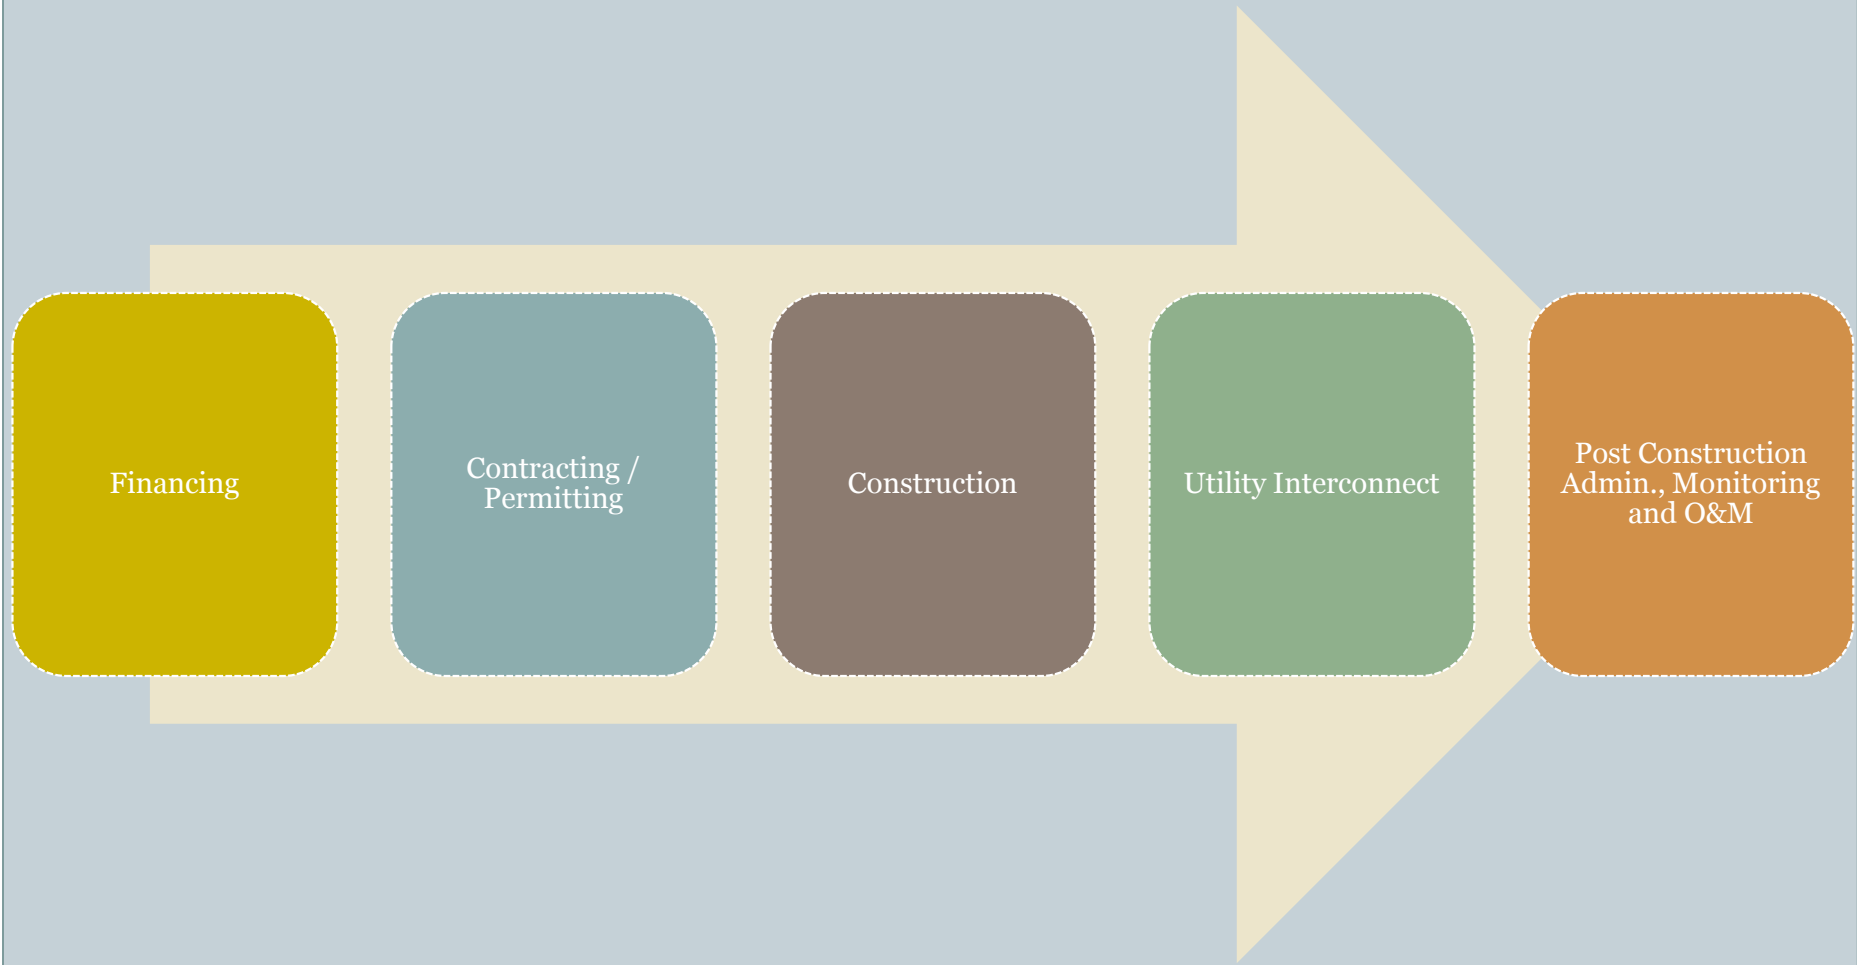 Financing
Contracting /
Permitting
Construction
Utility Interconnect
Post Construction
Admin., Monitoring
and O&M